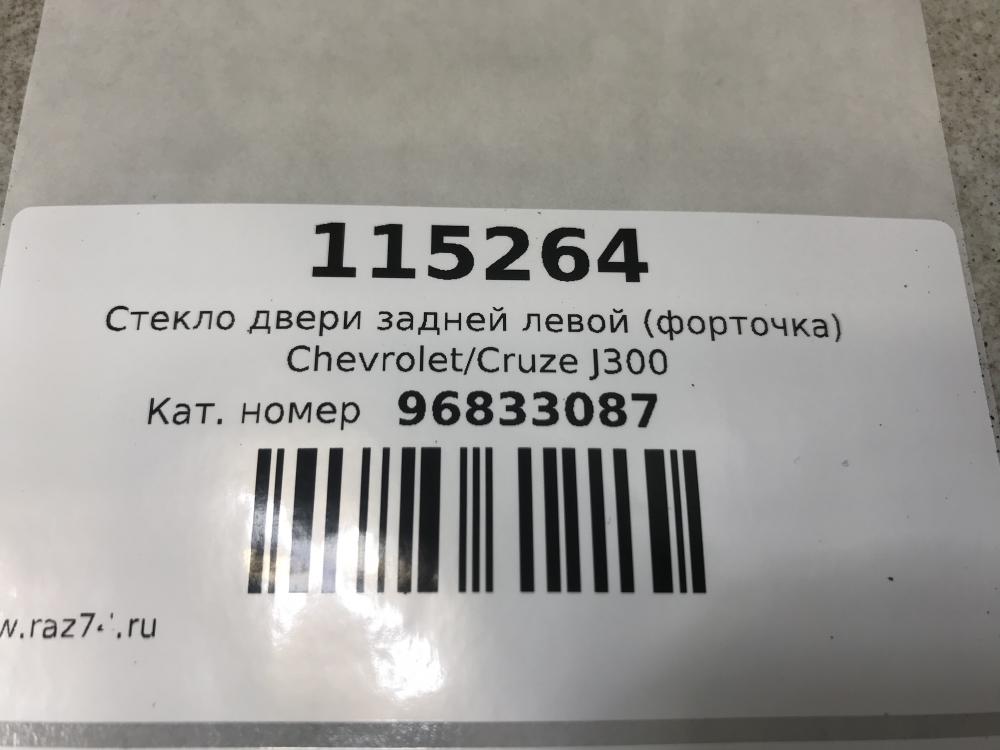 115264
Стекло двери задней левой (форточка)
Chevrolet/Cruze J300
Кат. номер 96833087